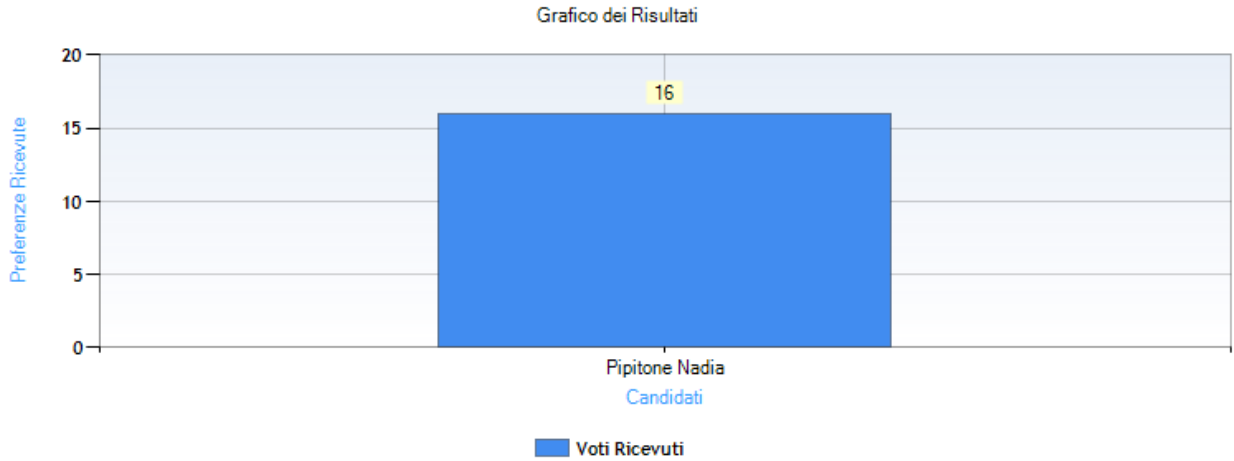 Grafico dei Risultati
20
16
15
10
5
0
Preferenze Ricevute
Pipitone Nadia
Candidati
Voti Ricevuti